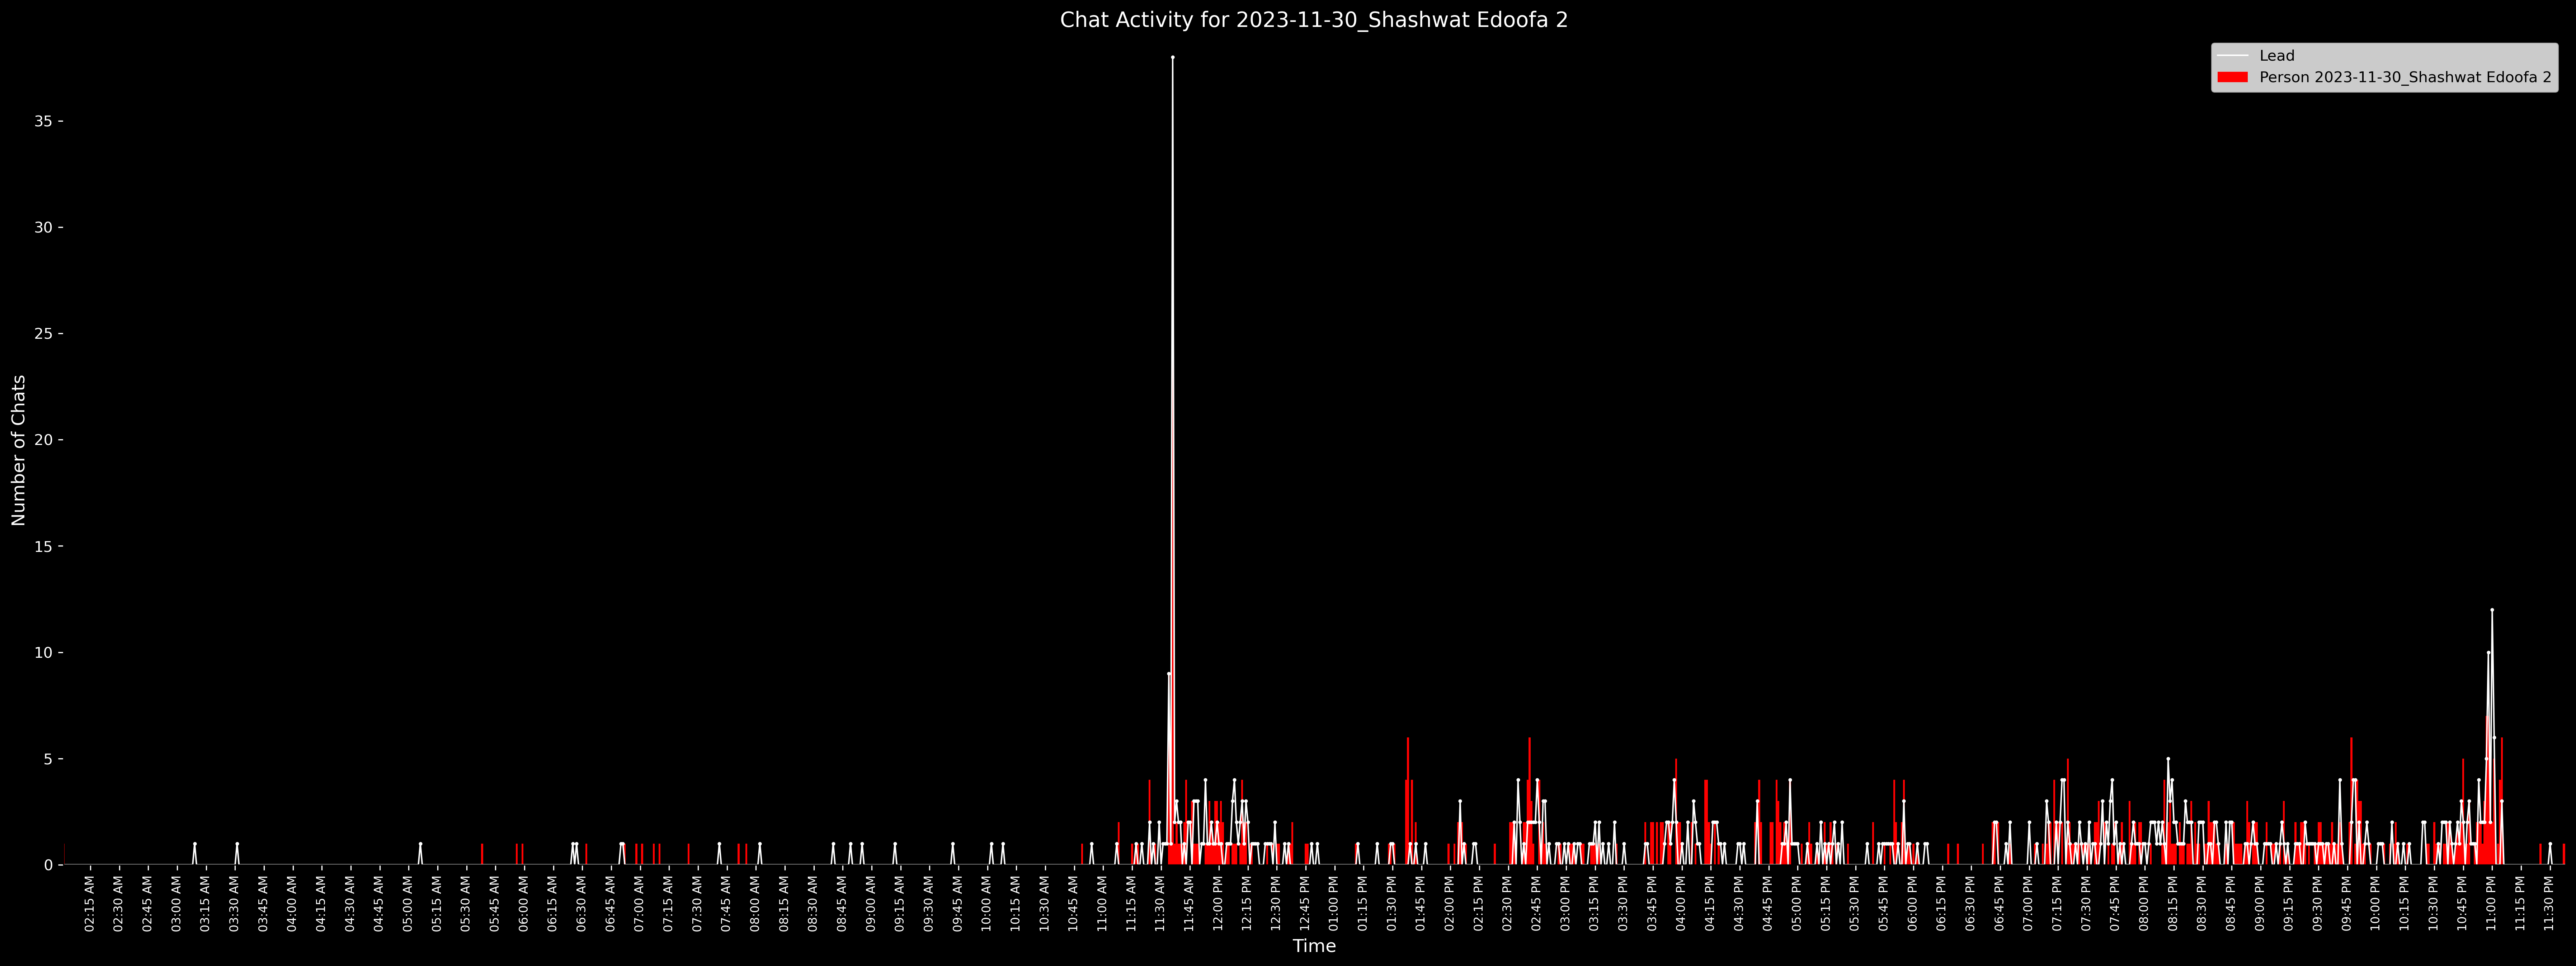 Chat Activity for 2023-11-30_Shashwat Edoofa 2
Lead
Person 2023-11-30_Shashwat Edoofa 2
Number of Chats
35
30
25
20
15
10
5
0
02:15 AM
02:30 AM
02:45 AM
03:00 AM
03:15 AM
03:30 AM
03:45 AM
04:00 AM
04:15 AM
04:30 AM
04:45 AM
05:00 AM
05:15 AM
05:30 AM
05:45 AM
06:00 AM
06:15 AM
06:30 AM
06:45 AM
07:00 AM
07:15 AM
07:30 AM
07:45 AM
08:00 AM
08:15 AM
08:30 AM
08:45 AM
09:00 AM
09:15 AM
09:30 AM
09:45 AM
10:00 AM
10:15 AM
10:30 AM
10:45 AM
11:00 AM
11:15 AM
11:30 AM
11:45 AM
12:00 PM
12:15 PM
12:30 PM
12:45 PM
01:00 PM
01:15 PM
01:30 PM
01:45 PM
02:00 PM
02:15 PM
02:30 PM
02:45 PM
03:00 PM
03:15 PM
03:30 PM
03:45 PM
04:00 PM
04:15 PM
04:30 PM
04:45 PM
05:00 PM
05:15 PM
05:30 PM
05:45 PM
06:00 PM
06:15 PM
06:30 PM
06:45 PM
07:00 PM
07:15 PM
07:30 PM
07:45 PM
08:00 PM
08:15 PM
08:30 PM
08:45 PM
09:00 PM
09:15 PM
09:30 PM
09:45 PM
10:00 PM
10:15 PM
10:30 PM
10:45 PM
11:00 PM
11:15 PM
11:30 PM
Time